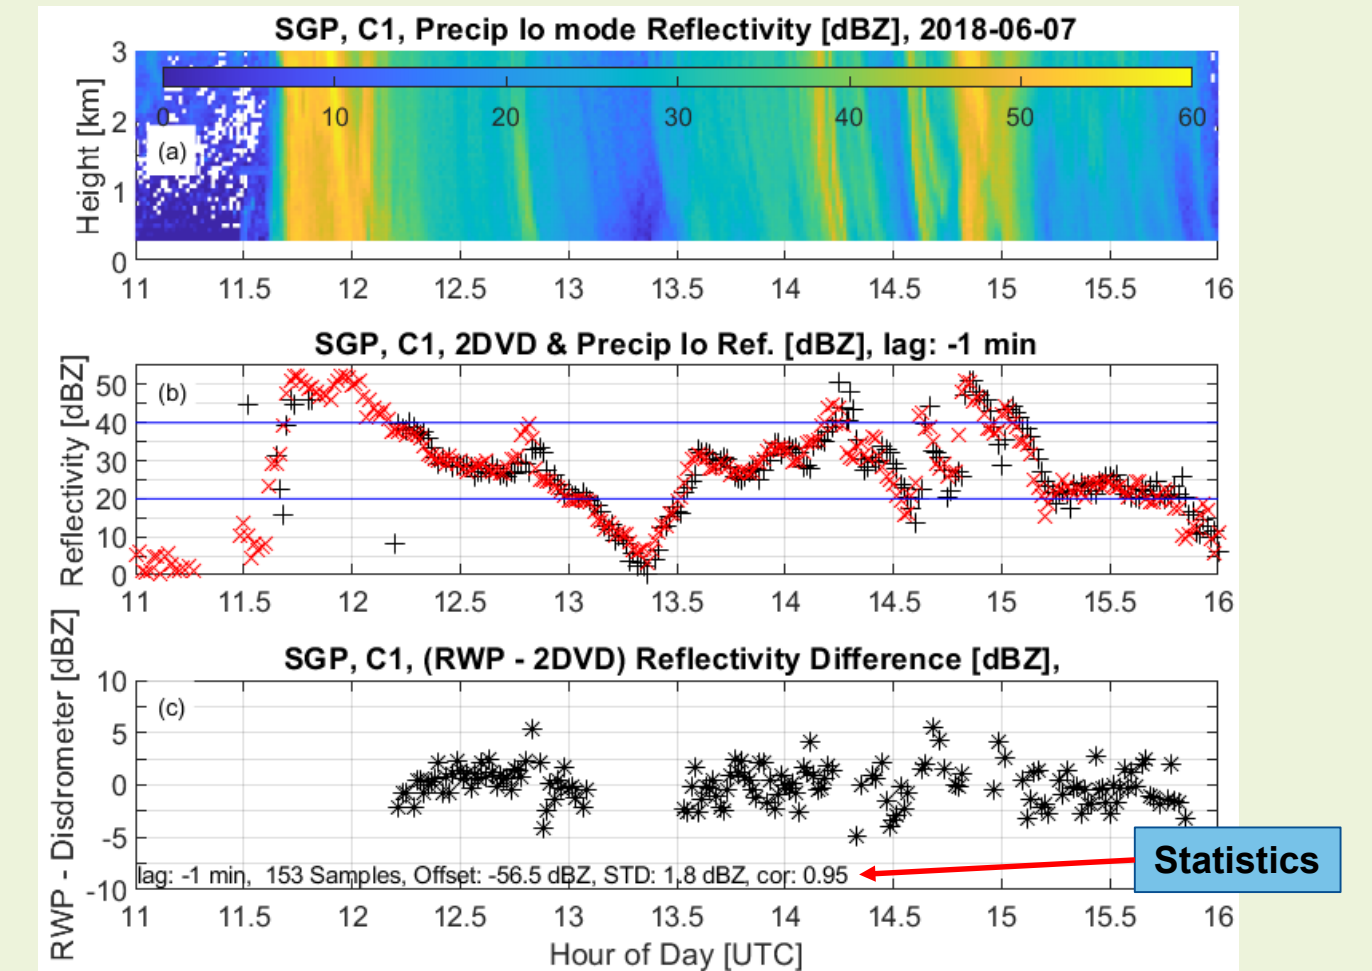 SGP, C1, Precip lo mode Reflectivity [dBZ], 2018-06-07
Height [km]
3
2
1
0
(a)
0 10 20 30 40 50 60
11 11.5 12 12.5 13 13.5 14 14.5 15 15.5 16
SGP, C1, 2DVD & Precip lo Ref. [dBZ], lag: -1 min
Reflectivity [dBZ]
50
40
30
20
10
0
(b)
11 11.5 12 12.5 13 13.5 14 14.5 15 15.5 16
SGP, C1, (RWP - 2DVD) Reflectivity Difference [dBZ],
RWP - Disdrometer [dBZ]
10
5
0
-5
-10
(c)
lag: -1 min, 153 Samples, Offset: -56.5 dBZ, STD: 1.8 dBZ, cor: 0.95
Statistics
11 11.5 12 12.5 13 13.5 14 14.5 15 15.5 16
Hour of Day [UTC]